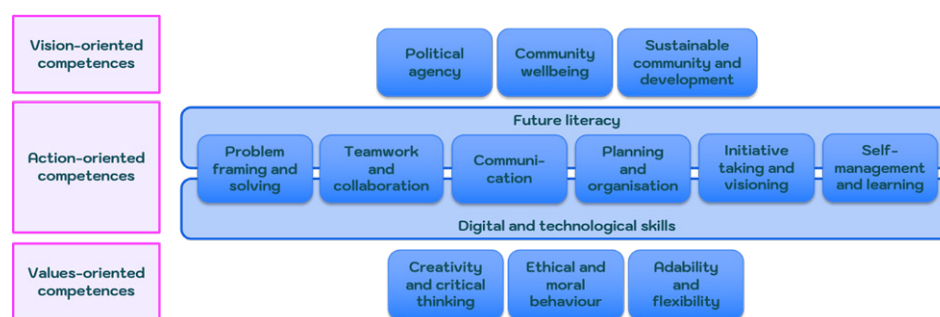 Vision-oriented
competences
Political
agency
Community
wellbeing
Sustainable
community and
development
Action-oriented
competences
Future literacy
Problem
framing and
solving
Teamwork
and
collaboration
Communi-
cation
Planning
and
organisation
Initiative
taking and
visioning
Self-
management
and learning
Digital and technological skills
Values-oriented
competences
Creativity
and critical
thinking
Ethical and
moral
behaviour
Adability
and
flexibility